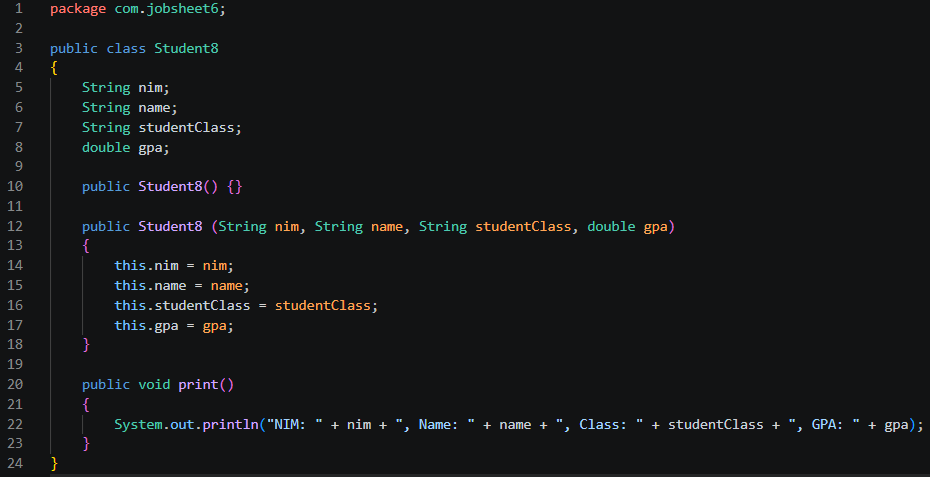 1 package com.jobsheet6;
2
3 public class Student8
4 {
5     String nim;
6     String name;
7     String studentClass;
8     double gpa;
9
10     public Student8() {}
11
12     public Student8 (String nim, String name, String studentClass, double gpa)
13     {
14         this.nim = nim;
15         this.name = name;
16         this.studentClass = studentClass;
17         this.gpa = gpa;
18     }
19
20     public void print()
21     {
22         System.out.println("NIM: " + nim + ", Name: " + name + ", Class: " + studentClass + ", GPA: " + gpa);
23     }
24 }